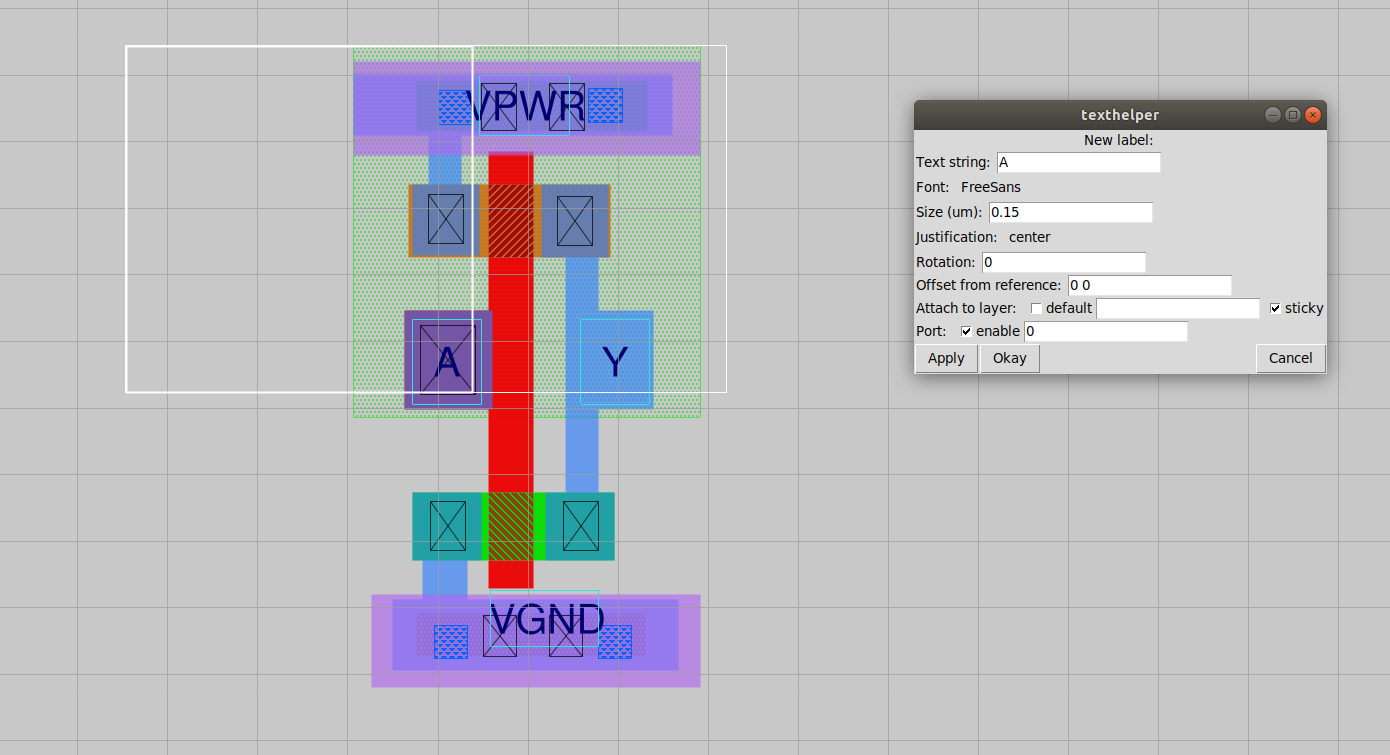 VPWR
A
Y
VGND
texthelper
New label:
Text string: A
Font: FreeSans
Size (um): 0.15
Justification: center
Rotation: 0
Offset from reference: 0 0
Attach to layer: default sticky
Port: enable 0
Apply Okay Cancel